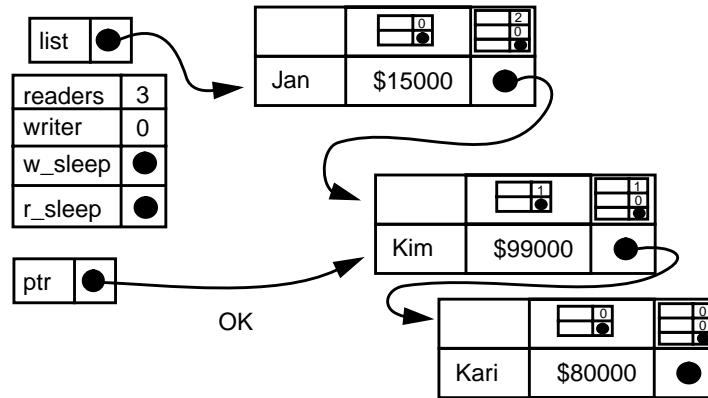 list
readers 3
writer 0
w_sleep
r_sleep
ptr
OK
0
2
0
Jan $15000
1
1
0
Kim $99000
0
0
0
Kari $80000